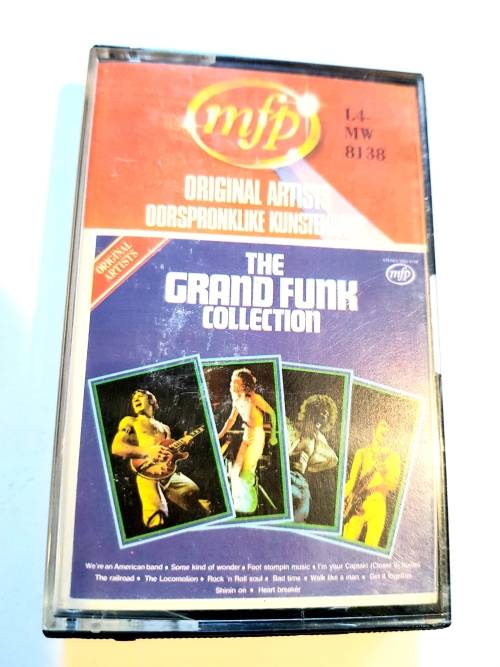 mfp
L4-
MW
8138
ORIGINAL ARTISTS
OORSPRONKLIKE
ORIGINAL
ARTISTS
mfp
THE
GRAND FUNK
COLLECTION
We're an American band • Some kind of wonder • Foot stompin music • I'm your Captain (Closer to home)
The railroad • The Locomotion • Rock 'n Roll soul • Bad time • Walk like a man • Get it together
Shinin on • Heart breaker